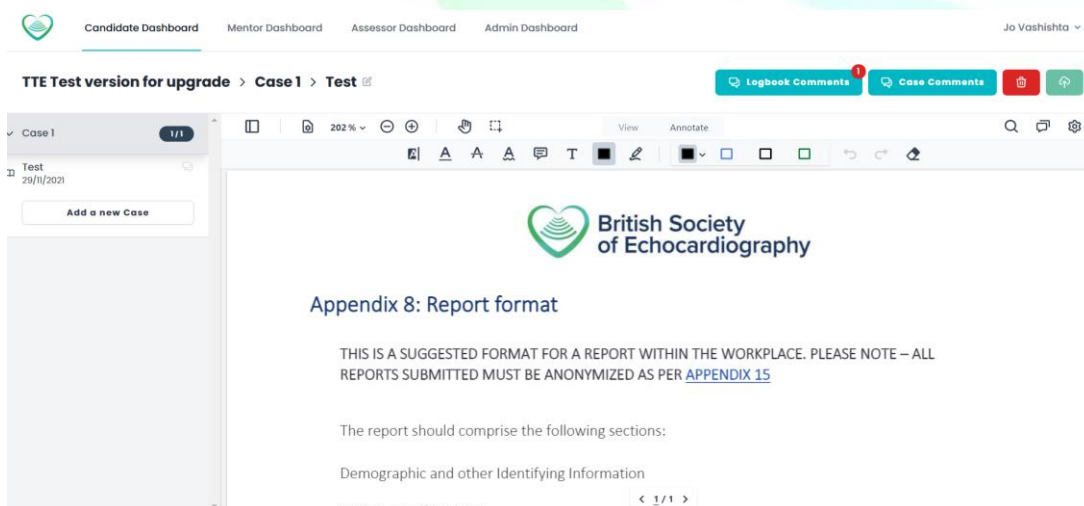 Candidate Dashboard Mentor Dashboard Assessor Dashboard Admin Dashboard Jo Vashishta
TTE Test version for upgrade > Case 1 > Test
Logbook Comments 1 Case Comments
Case 1 1/1
202 % View Annotate
Test
29/11/2021
A A A T
Add a new Case
British Society
of Echocardiography
Appendix 8: Report format
THIS IS A SUGGESTED FORMAT FOR A REPORT WITHIN THE WORKPLACE. PLEASE NOTE – ALL
REPORTS SUBMITTED MUST BE ANONYMIZED AS PER APPENDIX 15
The report should comprise the following sections:
Demographic and other Identifying Information
< 1/1 >